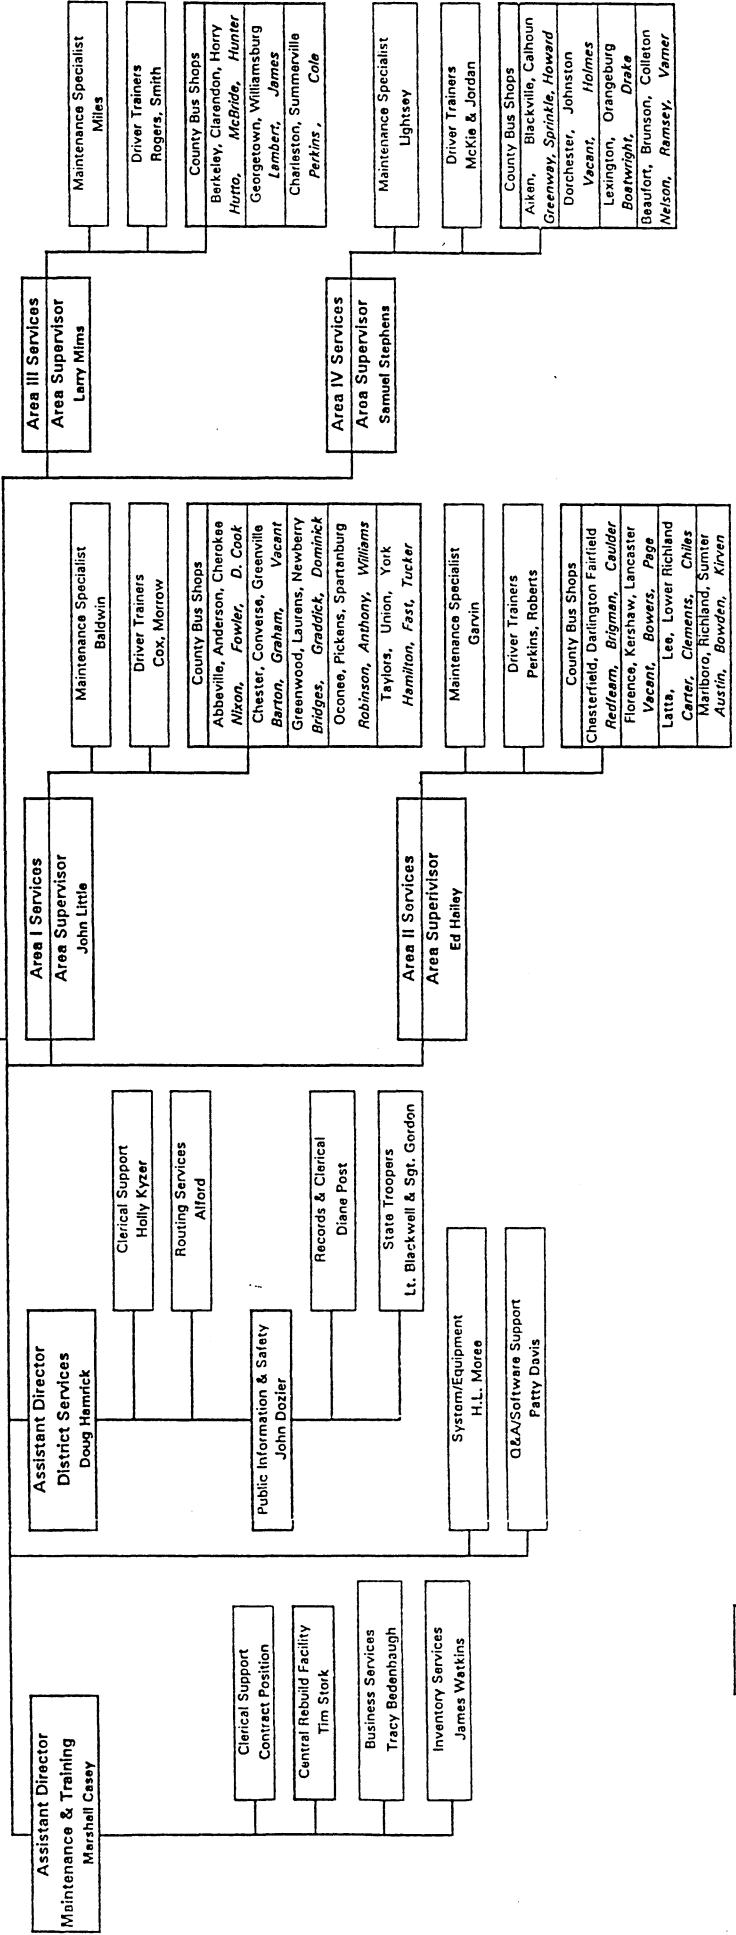 Assistant Director
Maintenance & Training
Marshall Casey
Clerical Support
Contract Position
Central Rebuild Facility
Tim Stork
Business Services
Tracy Bedenbaugh
Inventory Services
James Watkins
Assistant Director
District Services
Doug Hamrick
Clerical Support
Holly Kyzer
Routing Services
Alford
Public Information & Safety
John Dozier
Records & Clerical
Diane Post
State Troopers
Lt. Blackwell & Sgt. Gordon
System/Equipment
H.L. Moree
Q&A/Software Support
Patty Davis
Area I Services
Area Supervisor
John Little
Maintenance Specialist
Baldwin
Driver Trainers
Cox, Morrow
County Bus Shops
Abbeville, Anderson, Cherokee
Nixon, Fowler, D. Cook
Chester, Converse, Greenville
Barton, Graham, Vacant
Greenwood, Laurens, Newberry
Bridges, Graddick, Dominick
Oconee, Pickens, Spartanburg
Robinson, Anthony, Williams
Taylors, Union, York
Hamilton, Fast, Tucker
Area II Services
Area Superivisor
Ed Hailey
Maintenance Specialist
Garvin
Driver Trainers
Perkins, Roberts
County Bus Shops
Chesterfield, Darlington Fairfield
Redfearn, Brigman, Caulder
Florence, Kershaw, Lancaster
Vacant, Bowers, Page
Latta, Lee, Lower Richland
Carter, Clements, Chiles
Marlboro, Richland, Sumter
Austin, Bowden, Kirven
Area III Services
Area Supervisor
Larry Mims
Maintenance Specialist
Miles
Driver Trainers
Rogers, Smith
County Bus Shops
Berkeley, Clarendon, Horry
Hutto, McBride, Hunter
Georgetown, Williamsburg
Lambert, James
Charleston, Summerville
Perkins, Cole
Area IV Services
Area Supervisor
Samuel Stephens
Maintenance Specialist
Lightsey
Driver Trainers
McKie & Jordan
County Bus Shops
Aiken, Blackville, Calhoun
Greenway, Sprinkle, Howard
Dorchester, Johnston
Vacant, Holmes
Lexington, Orangeburg
Boatwright, Drake
Beaufort, Brunson, Colleton
Nelson, Ramsey, Varner